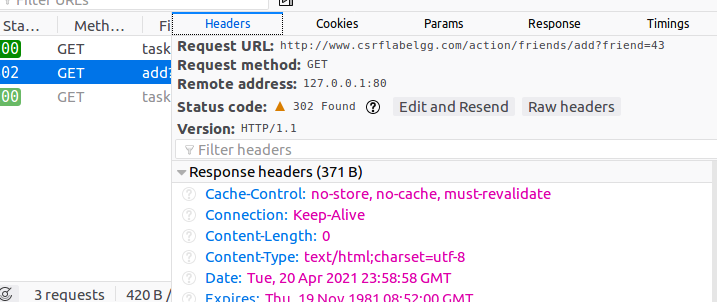 Filter URLs
Headers Cookies Params Response Timings
Sta... Meth... Fi
00 GET task
02 GET add?
00 GET task
Request URL: http://www.csrflabelgg.com/action/friends/add?friend=43
Request method: GET
Remote address: 127.0.0.1:80
Status code: 302 Found Edit and Resend Raw headers
Version: HTTP/1.1
Filter headers
Response headers (371 B)
Cache-Control: no-store, no-cache, must-revalidate
Connection: Keep-Alive
Content-Length: 0
Content-Type: text/html;charset=utf-8
Date: Tue, 20 Apr 2021 23:58:58 GMT
Expires: Thu, 19 Nov 1981 08:52:00 GMT
3 requests 420 B /